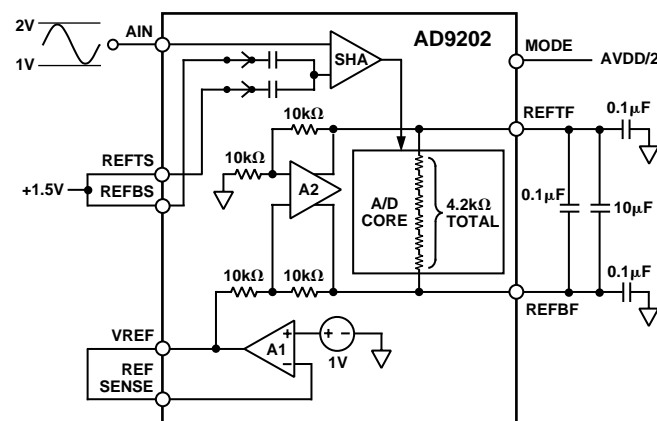 2V
1V
AIN
AD9202
SHA
MODE
AVDD/2
REFTF
0.1μF
10kΩ
10kΩ
REFTS
REFBS
+1.5V
A2
A/D
CORE
4.2kΩ
TOTAL
0.1μF
10μF
10kΩ
10kΩ
0.1μF
REFBF
VREF
A1
+
–
+ –
1V
REF
SENSE